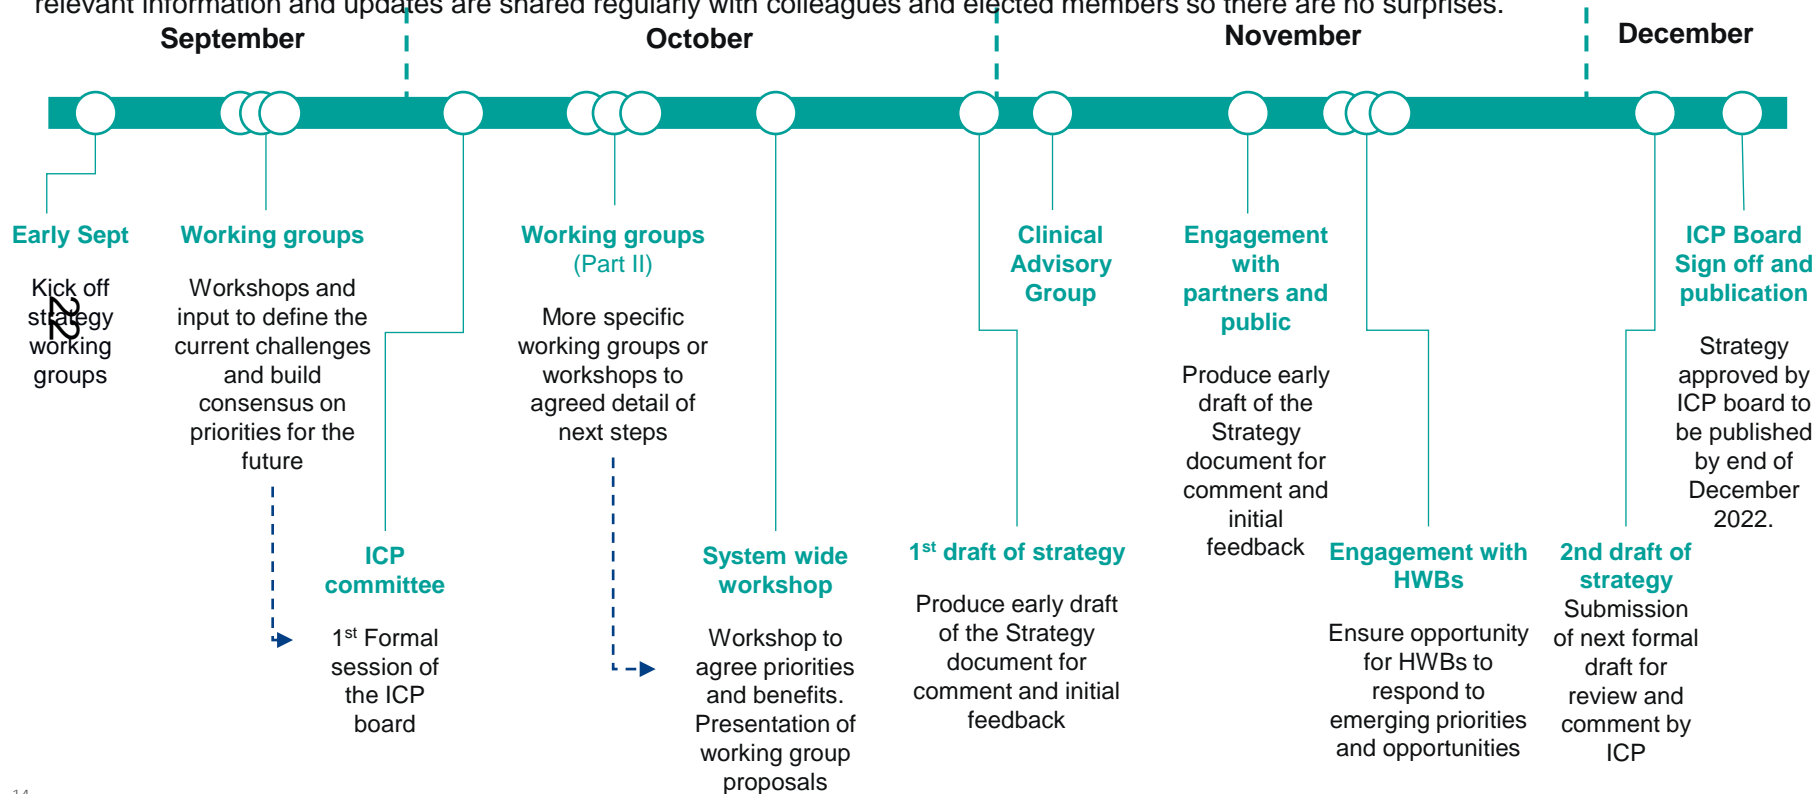 relevant information and updates are shared regularly with colleagues and elected members so there are no surprises.
September
October
November
December
Early Sept
Kick off
strategy
working
groups
22
Working groups
Workshops and
input to define the
current challenges
and build
consensus on
priorities for the
future
ICP
committee
1st Formal
session of
the ICP
board
Working groups
(Part II)
More specific
working groups or
workshops to
agreed detail of
next steps
System wide
workshop
Workshop to
agree priorities
and benefits.
Presentation of
working group
proposals
1st draft of strategy
Produce early draft
of the Strategy
document for
comment and initial
feedback
Clinical
Advisory
Group
Engagement
with
partners and
public
Produce early
draft of the
Strategy
document for
comment and
initial
feedback
Engagement with
HWBs
Ensure opportunity
for HWBs to
respond to
emerging priorities
and opportunities
2nd draft of
strategy
Submission
of next formal
draft for
review and
comment by
ICP
ICP Board
Sign off and
publication
Strategy
approved by
ICP board to
be published
by end of
December
2022.
14